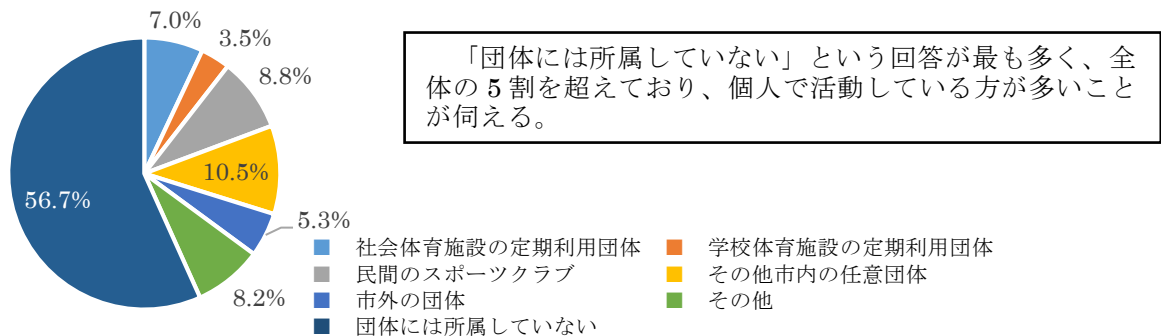 7.0%
3.5%
8.8%
10.5%
5.3%
8.2%
56.7%
「団体には所属していない」という回答が最も多く、全
体の 5 割を超えており、個人で活動している方が多いこと
が伺える。
社会体育施設の定期利用団体
学校体育施設の定期利用団体
民間のスポーツクラブ
その他市内の任意団体
市外の団体
その他
団体には所属していない